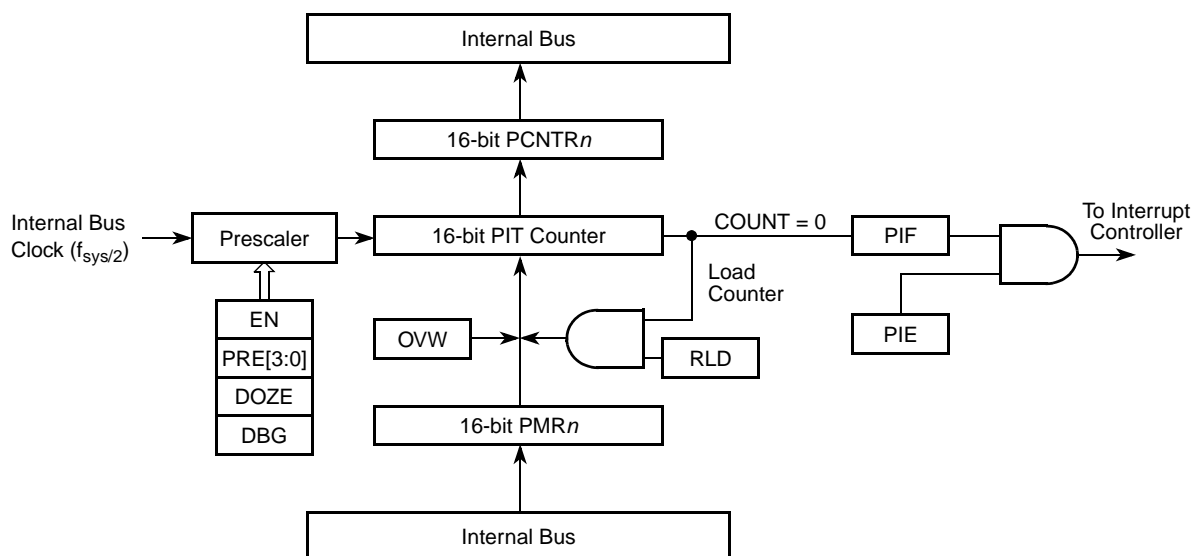 Internal Bus
16-bit PCNTRn
Internal Bus
Clock (fsys/2)
Prescaler
16-bit PIT Counter
COUNT = 0
PIF
To Interrupt
Controller
Load
Counter
EN
PRE[3:0]
DOZE
DBG
OVW
RLD
PIE
16-bit PMRn
Internal Bus